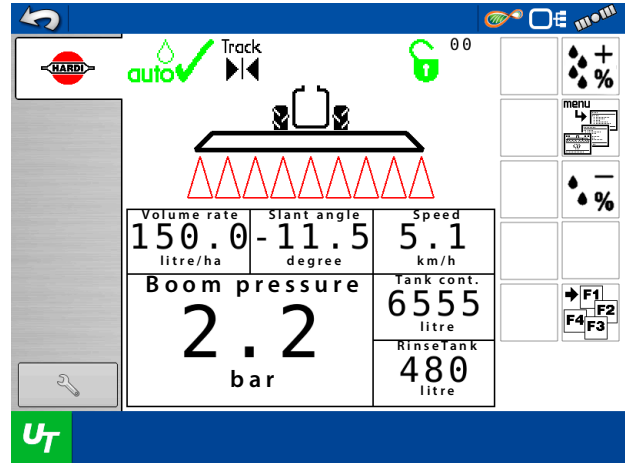 HARDI
auto
Track
00
+
%
menu
−
%
Volume rate
150.0
litre/ha
Slant angle
-11.5
degree
Speed
5.1
km/h
Boom pressure
2.2
bar
Tank cont.
6555
litre
RinseTank
480
litre
F1
F2
F4
F3
UT